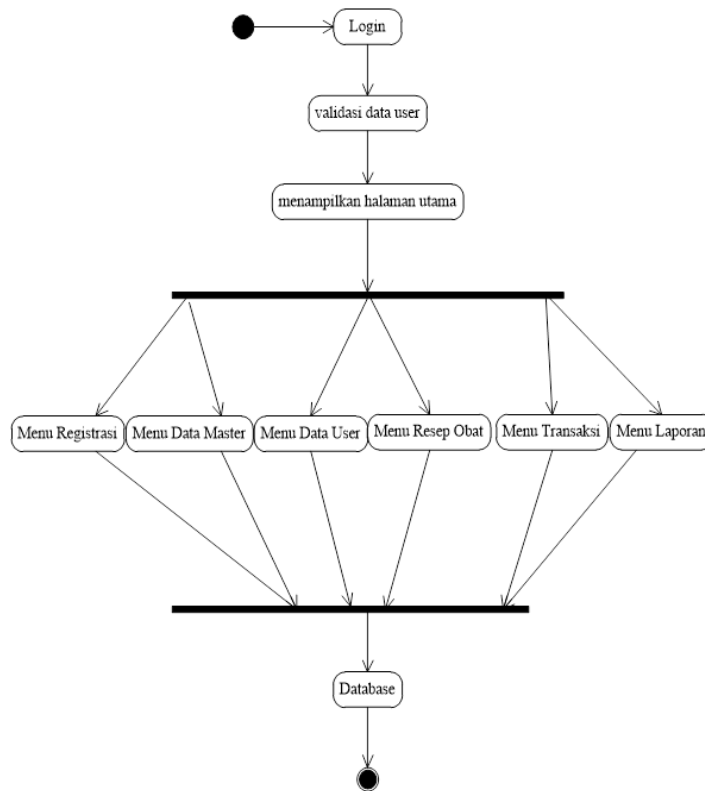 Login
validasi data user
menampilkan halaman utama
Menu Registrasi
Menu Data Master
Menu Data User
Menu Resep Obat
Menu Transaksi
Menu Laporan
Database